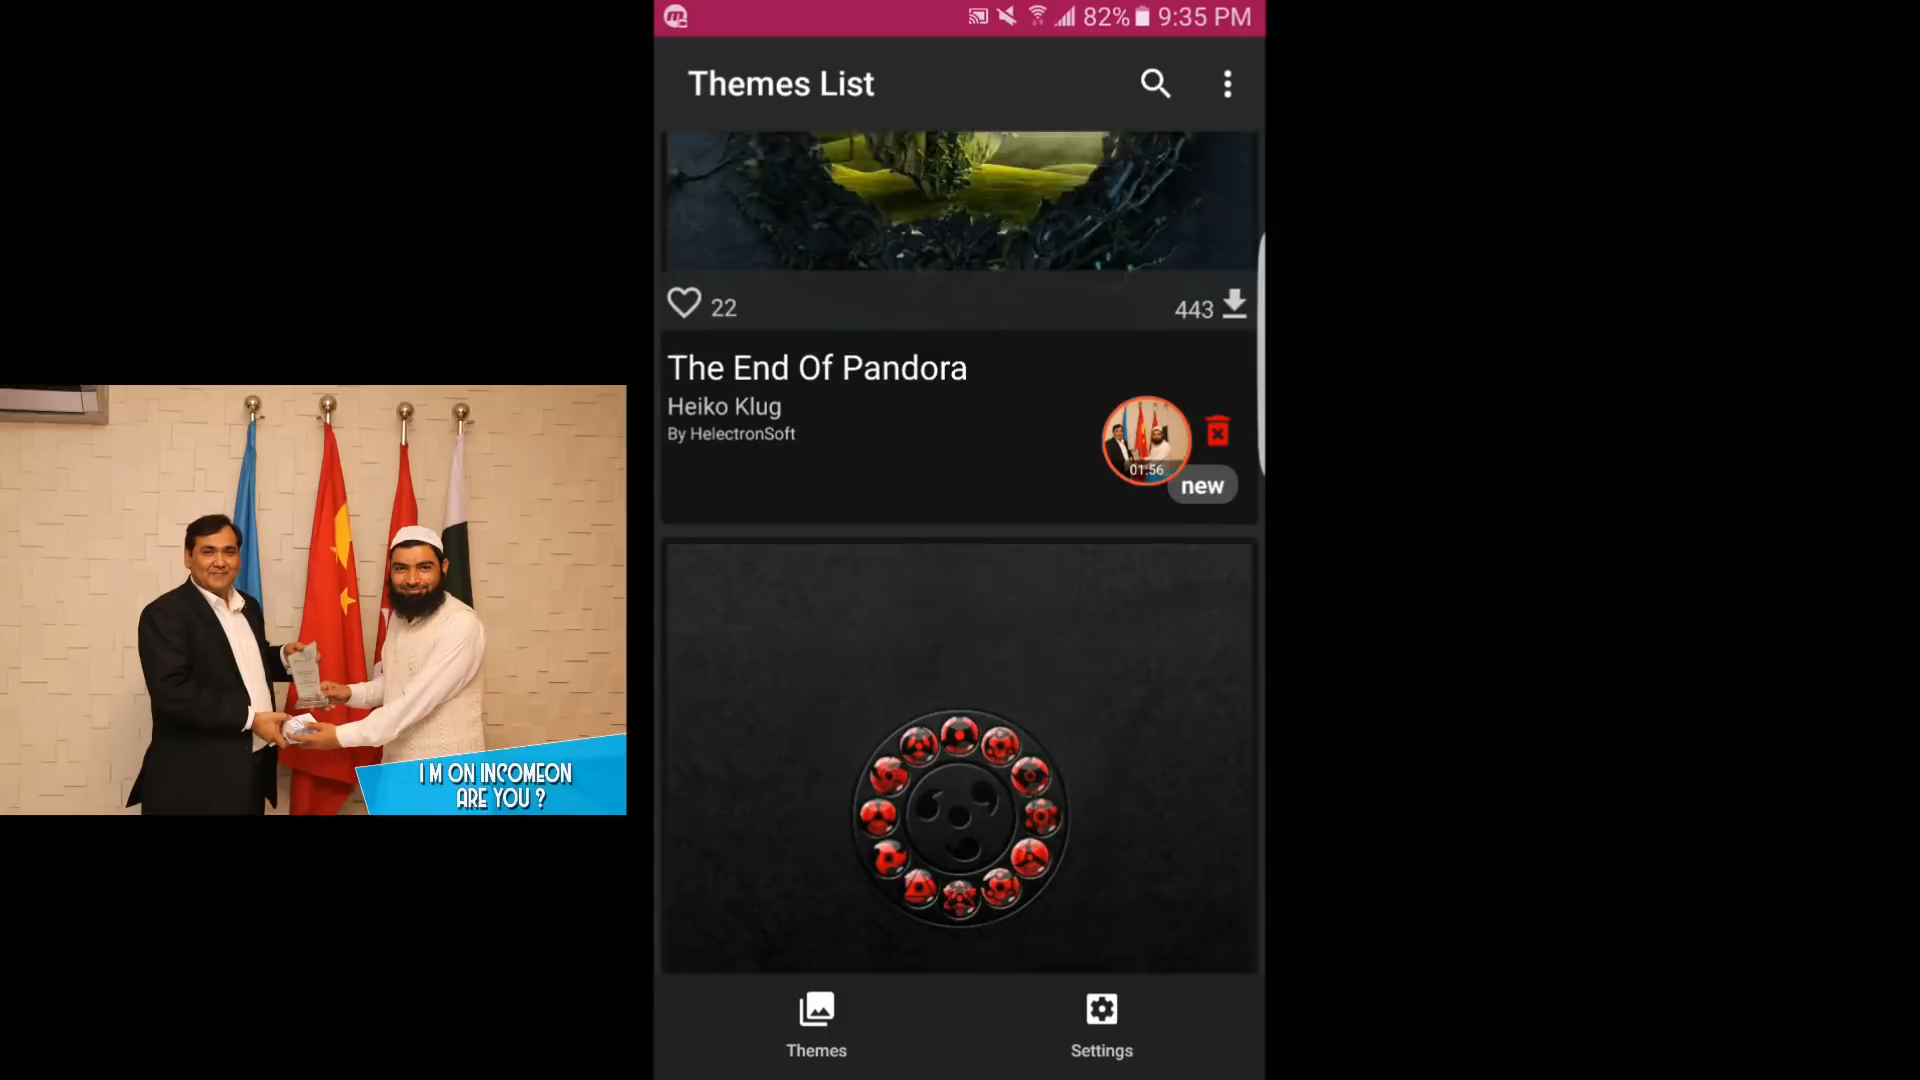 82% 9:35 PM
Themes List
22
443
The End Of Pandora
Heiko Klug
By HelectronSoft
01:56
new
I M ON INCOMEON
ARE YOU ?
Themes
Settings